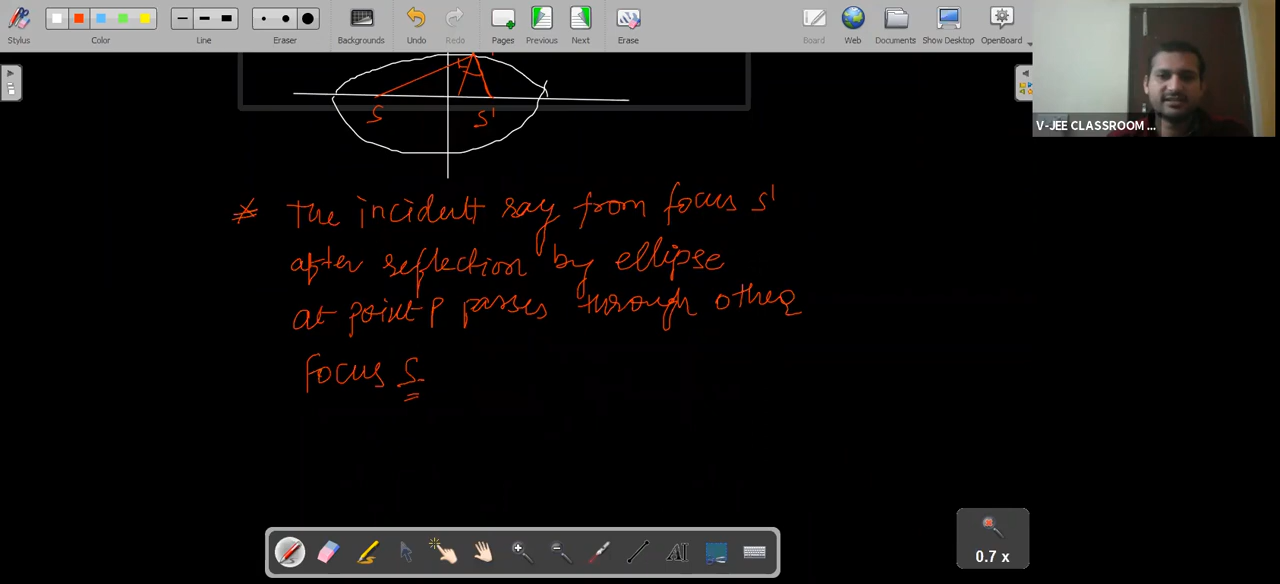 Stylus Color Line Eraser Backgrounds Undo Redo Pages Previous Next Erase Board Web Documents Show Desktop OpenBoard
V-JEE CLASSROOM ...
S S'
* The incident ray from focus S'
after reflection by ellipse
at point P passes through other
focus S
AI
0.7 x